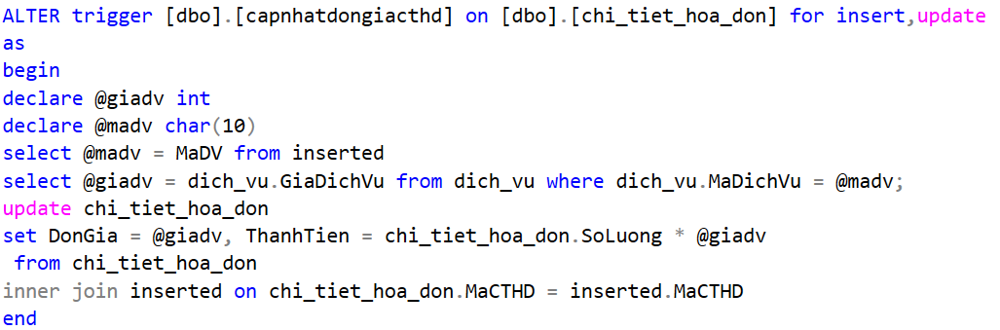 ALTER trigger [dbo].[capnhatdongiacthd] on [dbo].[chi_tiet_hoa_don] for insert,update
as
begin
declare @giadv int
declare @madv char(10)
select @madv = MaDV from inserted
select @giadv = dich_vu.GiaDichVu from dich_vu where dich_vu.MaDichVu = @madv;
update chi_tiet_hoa_don
set DonGia = @giadv, ThanhTien = chi_tiet_hoa_don.SoLuong * @giadv
 from chi_tiet_hoa_don
inner join inserted on chi_tiet_hoa_don.MaCTHD = inserted.MaCTHD
end